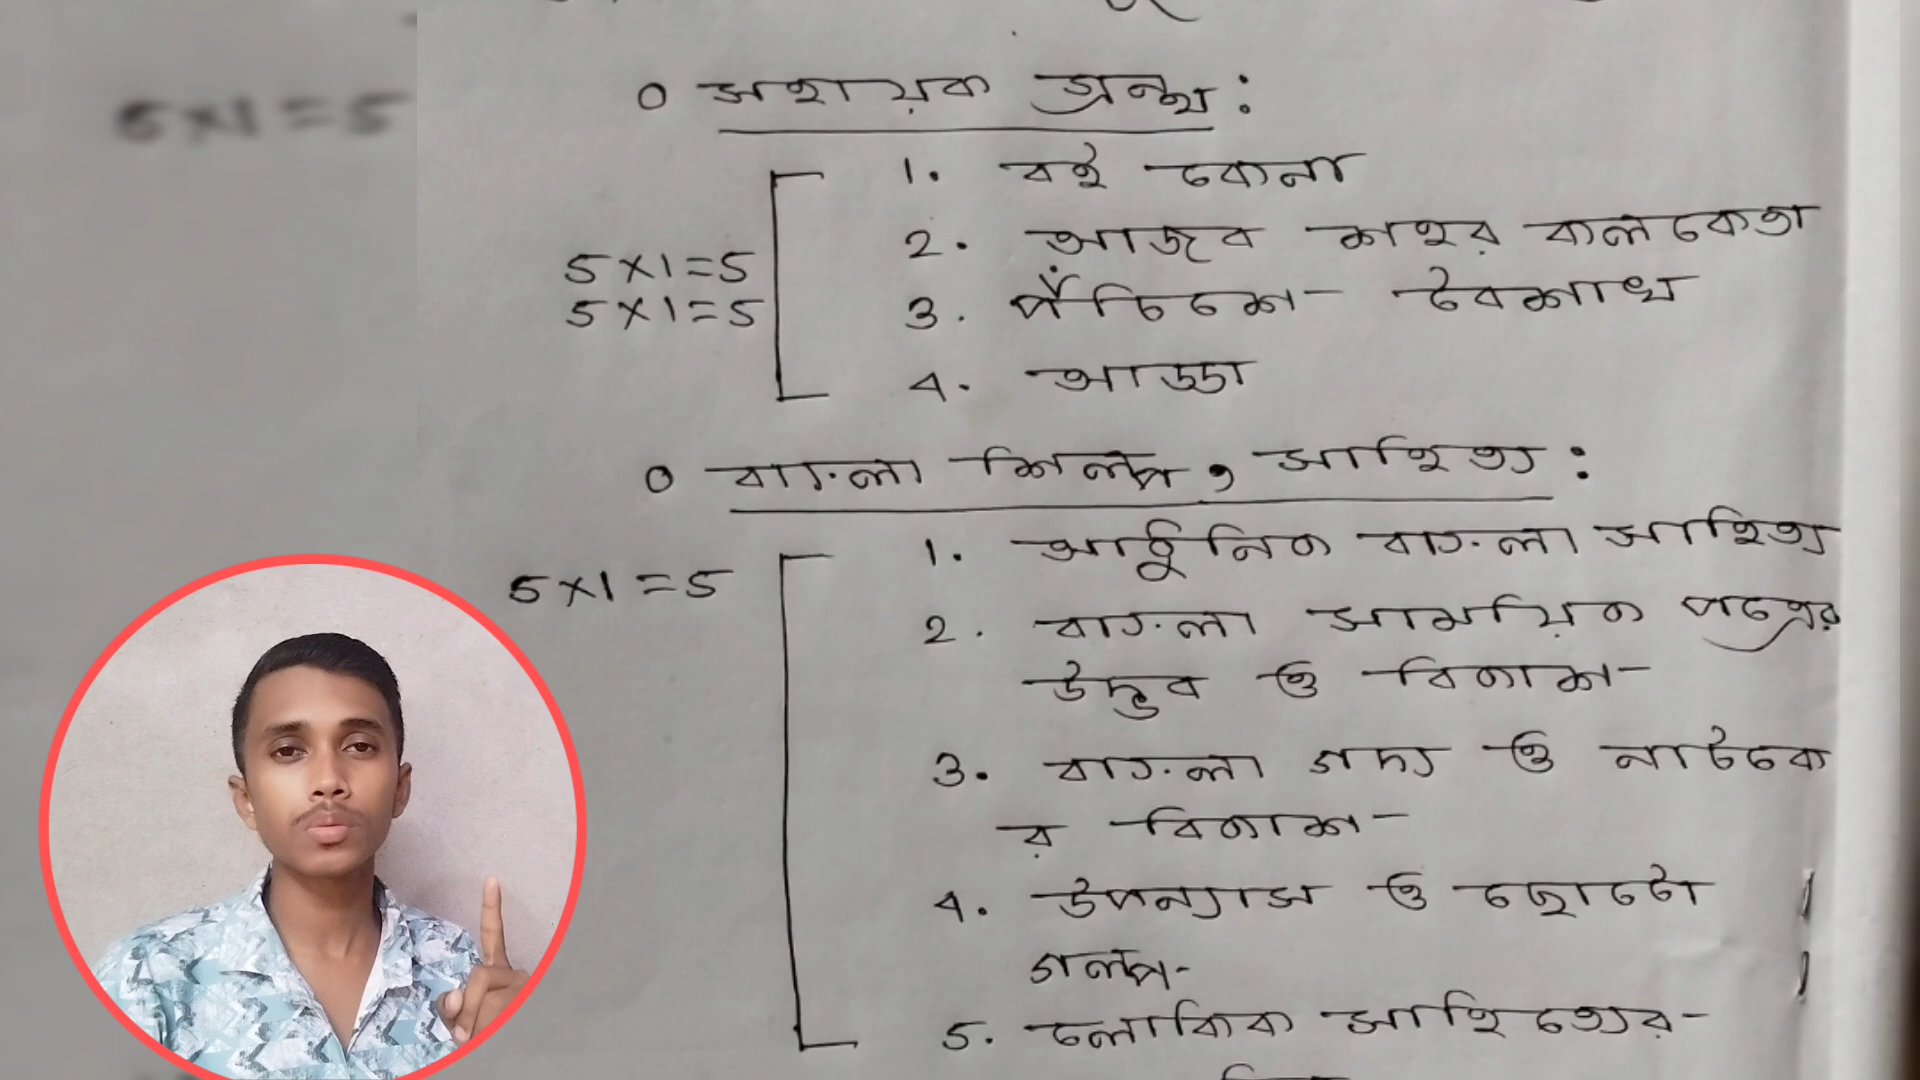 5×1=5
০ সহায়ক গ্রন্থ :
1. বই কেনা
2. আজব শহর কলকেতা
3. পঁচিশে বৈশাখ
4. আড্ডা
5×1=5
5×1=5
০ বাংলা শিল্প, সাহিত্য :
5×1=5
1. আধুনিক বাংলা সাহিত্য
2. বাংলা সাময়িক পত্রের
উদ্ভব ও বিকাশ
3. বাংলা গদ্য ও নাটকে
র বিকাশ
4. উপন্যাস ও ছোটো
গল্প
5. লৌকিক সাহিত্যের